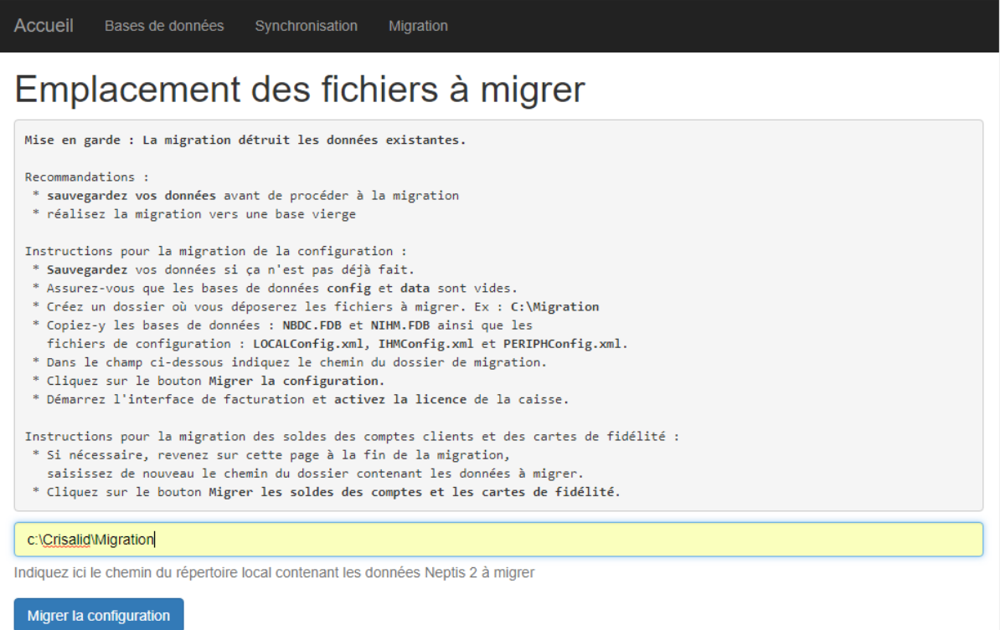 Accueil Bases de données Synchronisation Migration
Emplacement des fichiers à migrer
Mise en garde : La migration détruit les données existantes.
Recommandations :
* sauvegardez vos données avant de procéder à la migration
* réalisez la migration vers une base vierge
Instructions pour la migration de la configuration :
* Sauvegardez vos données si ça n'est pas déjà fait.
* Assurez-vous que les bases de données config et data sont vides.
* Créez un dossier où vous déposerez les fichiers à migrer. Ex : C:\Migration
* Copiez-y les bases de données : NBDC.FDB et NIHM.FDB ainsi que les
fichiers de configuration : LOCALConfig.xml, IHMConfig.xml et PERIPHConfig.xml.
* Dans le champ ci-dessous indiquez le chemin du dossier de migration.
* Cliquez sur le bouton Migrer la configuration.
* Démarrez l'interface de facturation et activez la licence de la caisse.
Instructions pour la migration des soldes des comptes clients et des cartes de fidélité :
* Si nécessaire, revenez sur cette page à la fin de la migration,
saisissez de nouveau le chemin du dossier contenant les données à migrer.
* Cliquez sur le bouton Migrer les soldes des comptes et les cartes de fidélité.
c:\Crisalid\Migration
Indiquez ici le chemin du répertoire local contenant les données Neptis 2 à migrer
Migrer la configuration